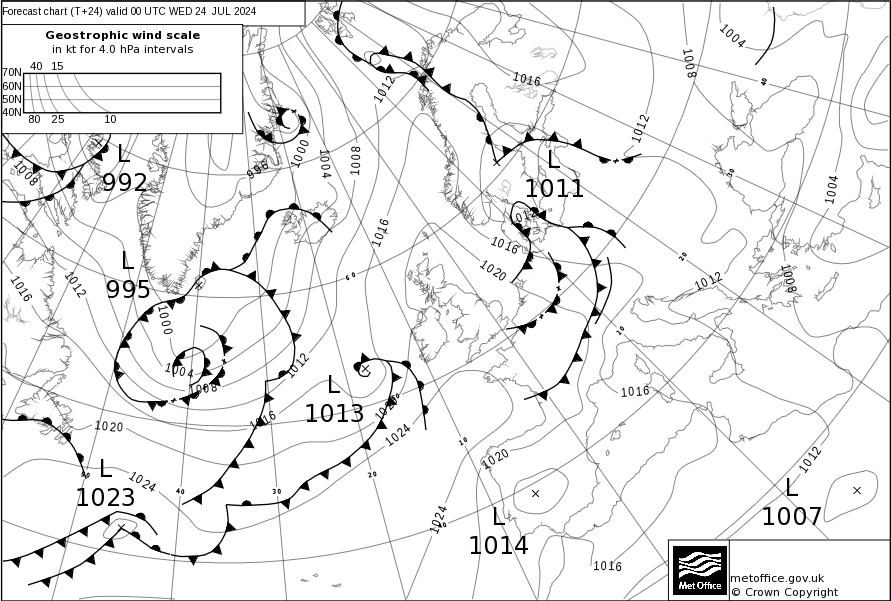 Forecast chart (T+24) valid 00 UTC WED 24 JUL 2024
Geostrophic wind scale
in kt for 4.0 hPa intervals
40 15
70N
60N
50N
40N
80 25 10
1004
1008
40
1016
1012
1012
1000
1004
1008
996
L
992
1008
L
1011
30
1004
1012
1016
1016
1020
20
L
995
60
1012
1008
1016
1012
1000
10
1004
1008
1012
L
1013
1016
1020
1016
1020
1024
10
1020
1012
L
1023
50
1024
40
30
20
1024
L
1014
L
1007
1016
Met Office
metoffice.gov.uk
© Crown Copyright